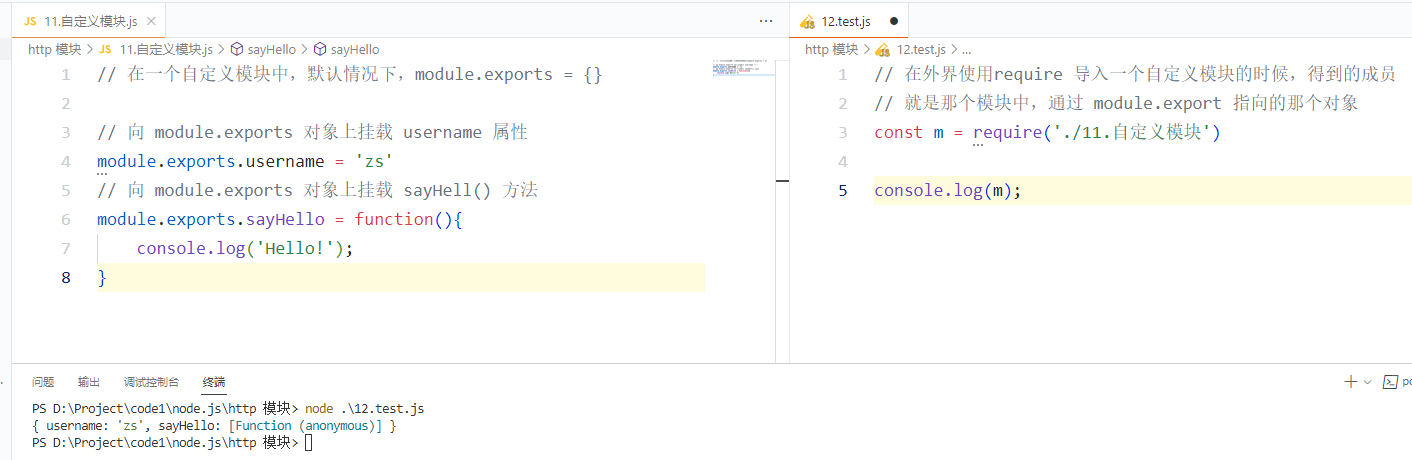 JS 11.自定义模块.js
http 模块 > JS 11.自定义模块.js > sayHello > sayHello
1 // 在一个自定义模块中，默认情况下，module.exports = {}
2
3 // 向 module.exports 对象上挂载 username 属性
4 module.exports.username = 'zs'
5 // 向 module.exports 对象上挂载 sayHell() 方法
6 module.exports.sayHello = function(){
7 console.log('Hello!');
8 }
12.test.js
http 模块 > 12.test.js > ...
1 // 在外界使用require 导入一个自定义模块的时候，得到的成员
2 // 就是那个模块中，通过 module.export 指向的那个对象
3 const m = require('./11.自定义模块')
4
5 console.log(m);
问题 输出 调试控制台 终端
PS D:\Project\code1\node.js\http 模块> node .\12.test.js
{ username: 'zs', sayHello: [Function (anonymous)] }
PS D:\Project\code1\node.js\http 模块>